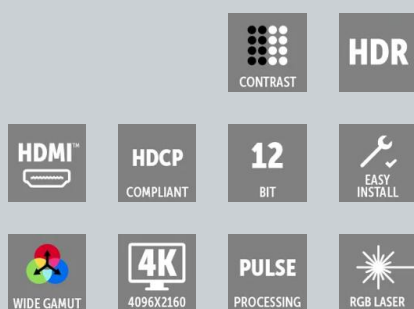 CONTRAST
HDR
HDMI™
HDCP
COMPLIANT
12
BIT
EASY
INSTALL
WIDE GAMUT
4K
4096X2160
PULSE
PROCESSING
RGB LASER